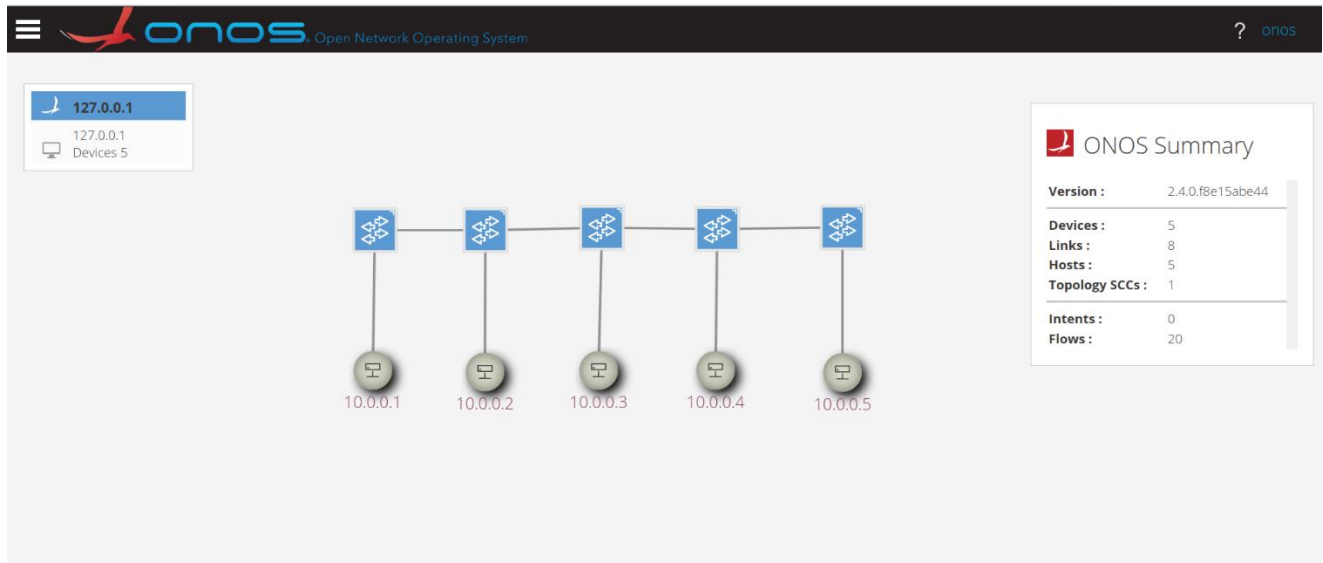 onos. Open Network Operating System
? onos
127.0.0.1
127.0.0.1
Devices 5
10.0.0.1
10.0.0.2
10.0.0.3
10.0.0.4
10.0.0.5
ONOS Summary
Version : 2.4.0.f8e15abe44
Devices : 5
Links : 8
Hosts : 5
Topology SCCs : 1
Intents : 0
Flows : 20